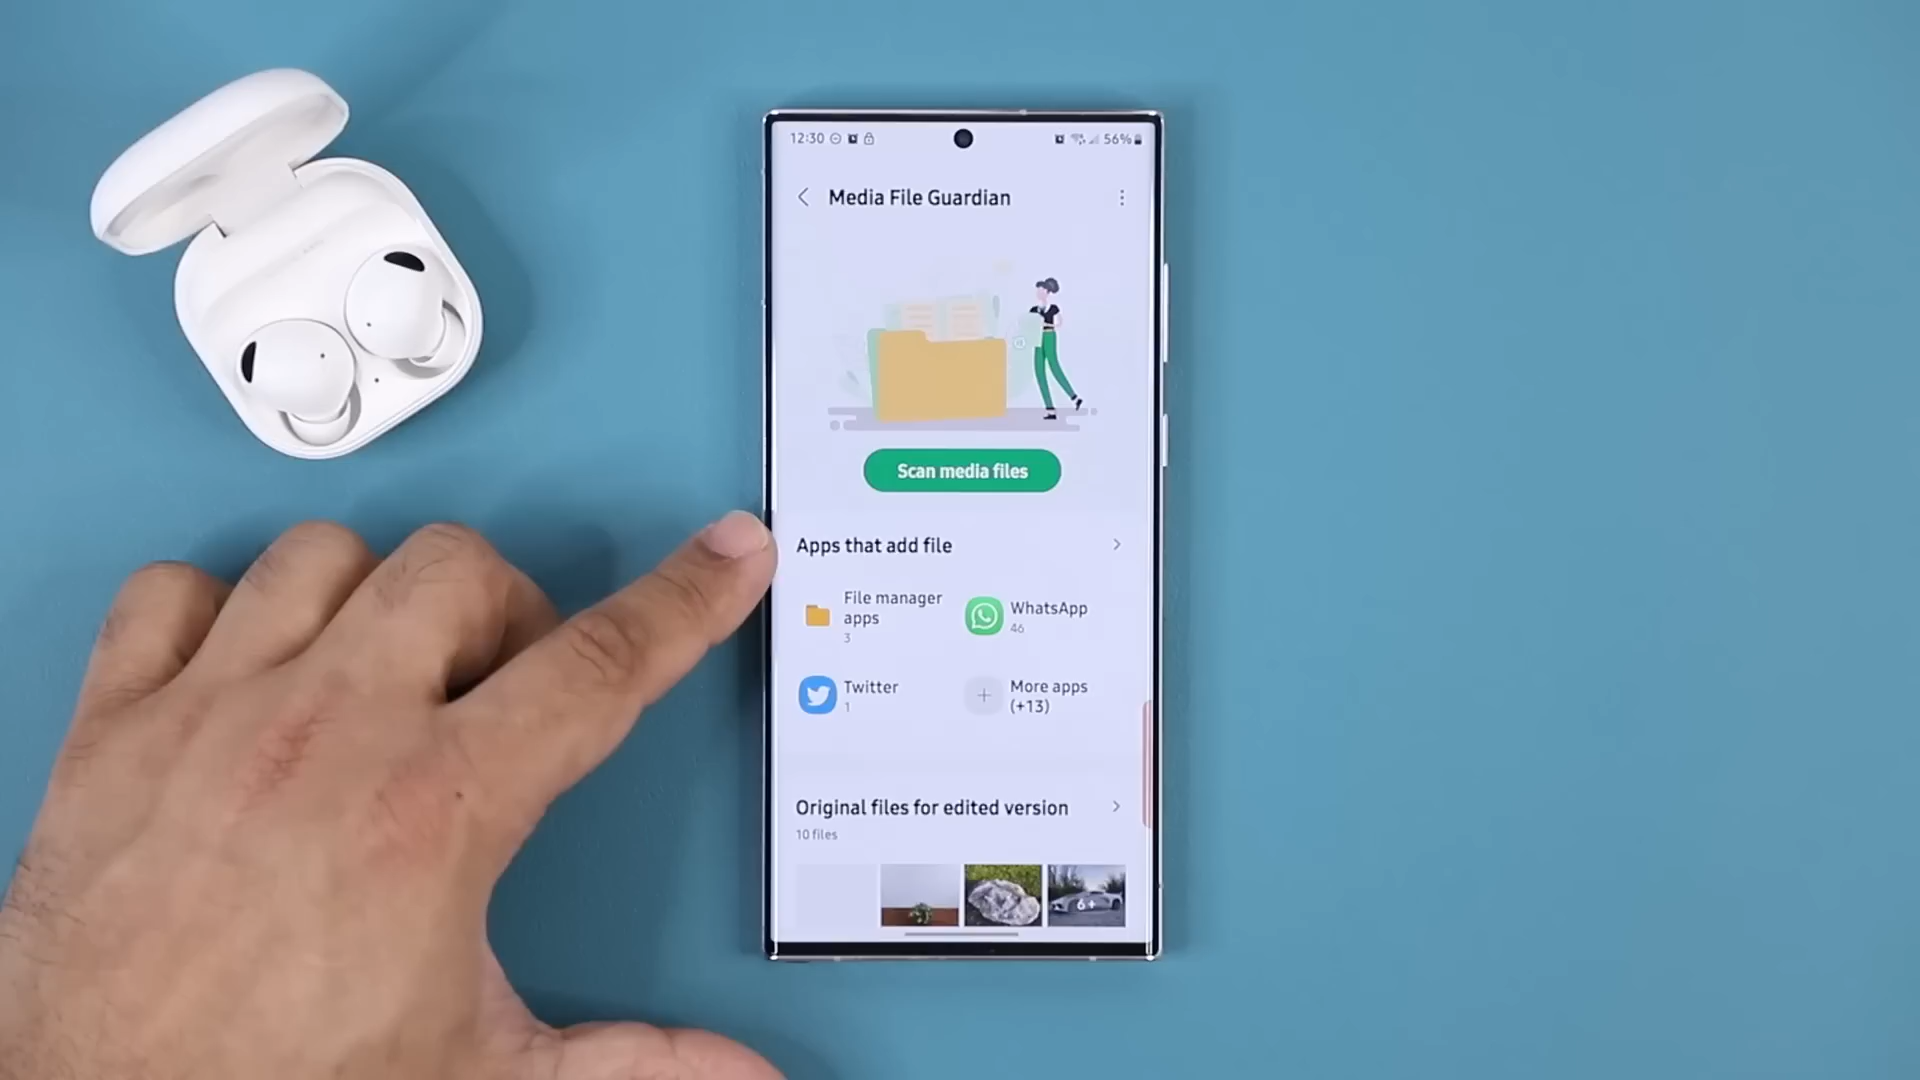 12:30
56%
Media File Guardian
Scan media files
Apps that add file
File manager
apps
3
WhatsApp
46
Twitter
1
More apps
(+13)
Original files for edited version
10 files
6+